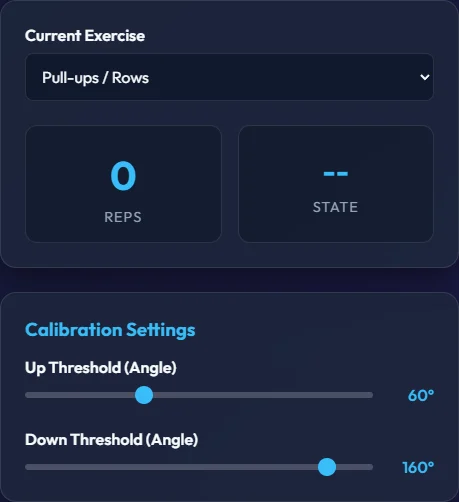 Current Exercise
Pull-ups / Rows
0
--
REPS
STATE
Calibration Settings
Up Threshold (Angle)
60°
Down Threshold (Angle)
160°